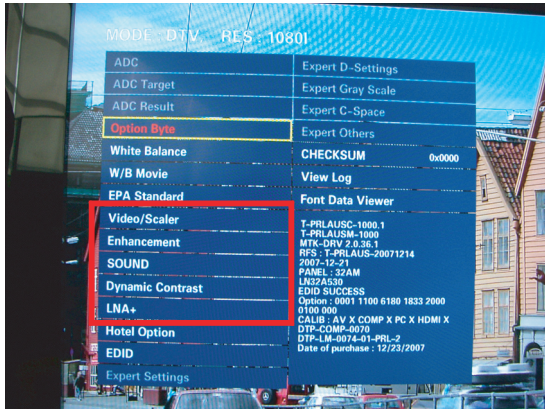 MODE : DTV RES : 1080I
ADC
ADC Target
ADC Result
Option Byte
White Balance
W/B Movie
EPA Standard
Video/Scaler
Enhancement
SOUND
Dynamic Contrast
LNA+
Hotel Option
EDID
Expert Settings
Expert D-Settings
Expert Gray Scale
Expert C-Space
Expert Others
CHECKSUM 0x0000
View Log
Font Data Viewer
T-PRLAUSC-1000.1
T-PRLAUSM-1000
MTK-DRV 2.0.36.1
RFS : T-PRLAUS-20071214
2007-12-21
PANEL : 32AM
LN32A530
EDID SUCCESS
Option : 0001 1100 6180 1833 2000
0100 000
CALIB : AV X COMP X PC X HDMI X
DTP-COMP-0070
DTP-LM-0074-01-PRL-2
Date of purchase : 12/23/2007